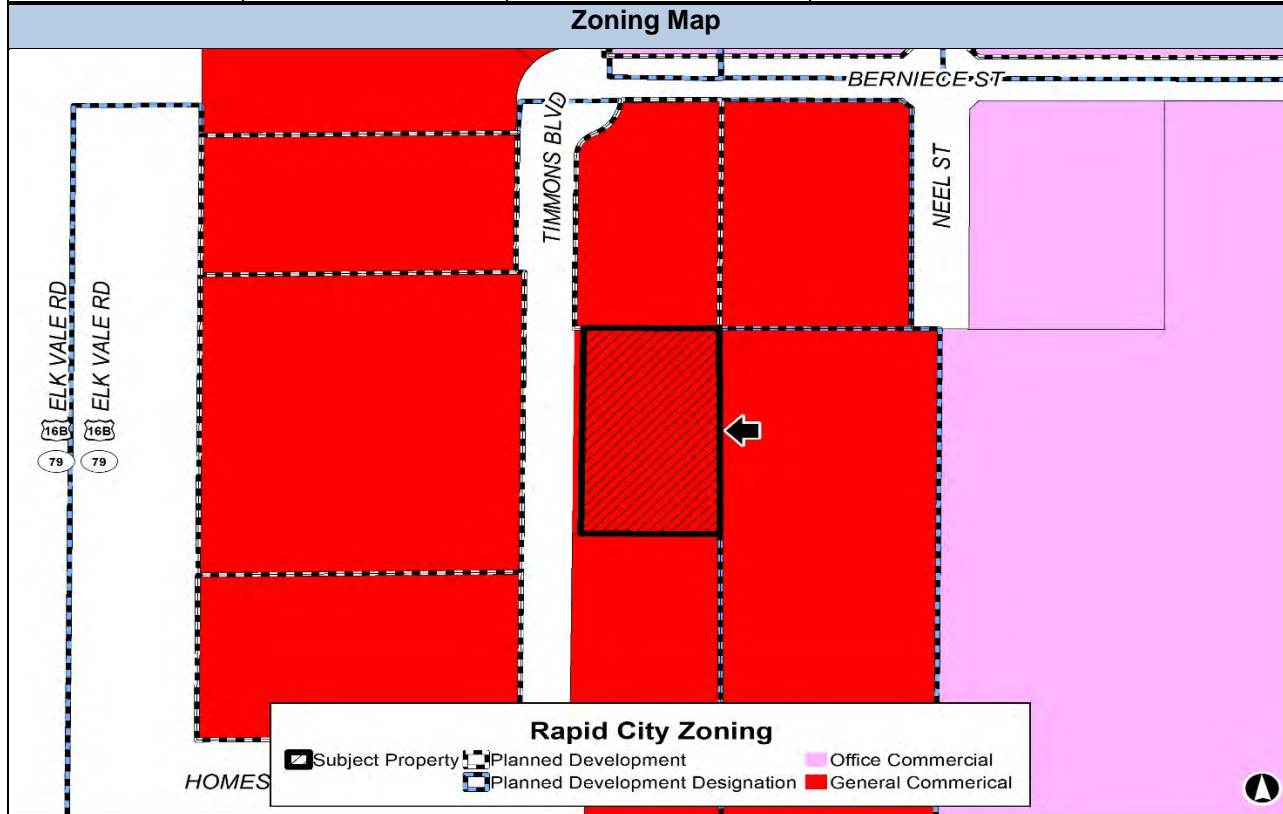 Zoning Map
BERNIECE ST
TIMMONS BLVD
NEEL ST
ELK VALE RD
ELK VALE RD
16B
16B
79
79
HOMES
Rapid City Zoning
Subject Property
Planned Development
Office Commercial
Planned Development Designation
General Commerical